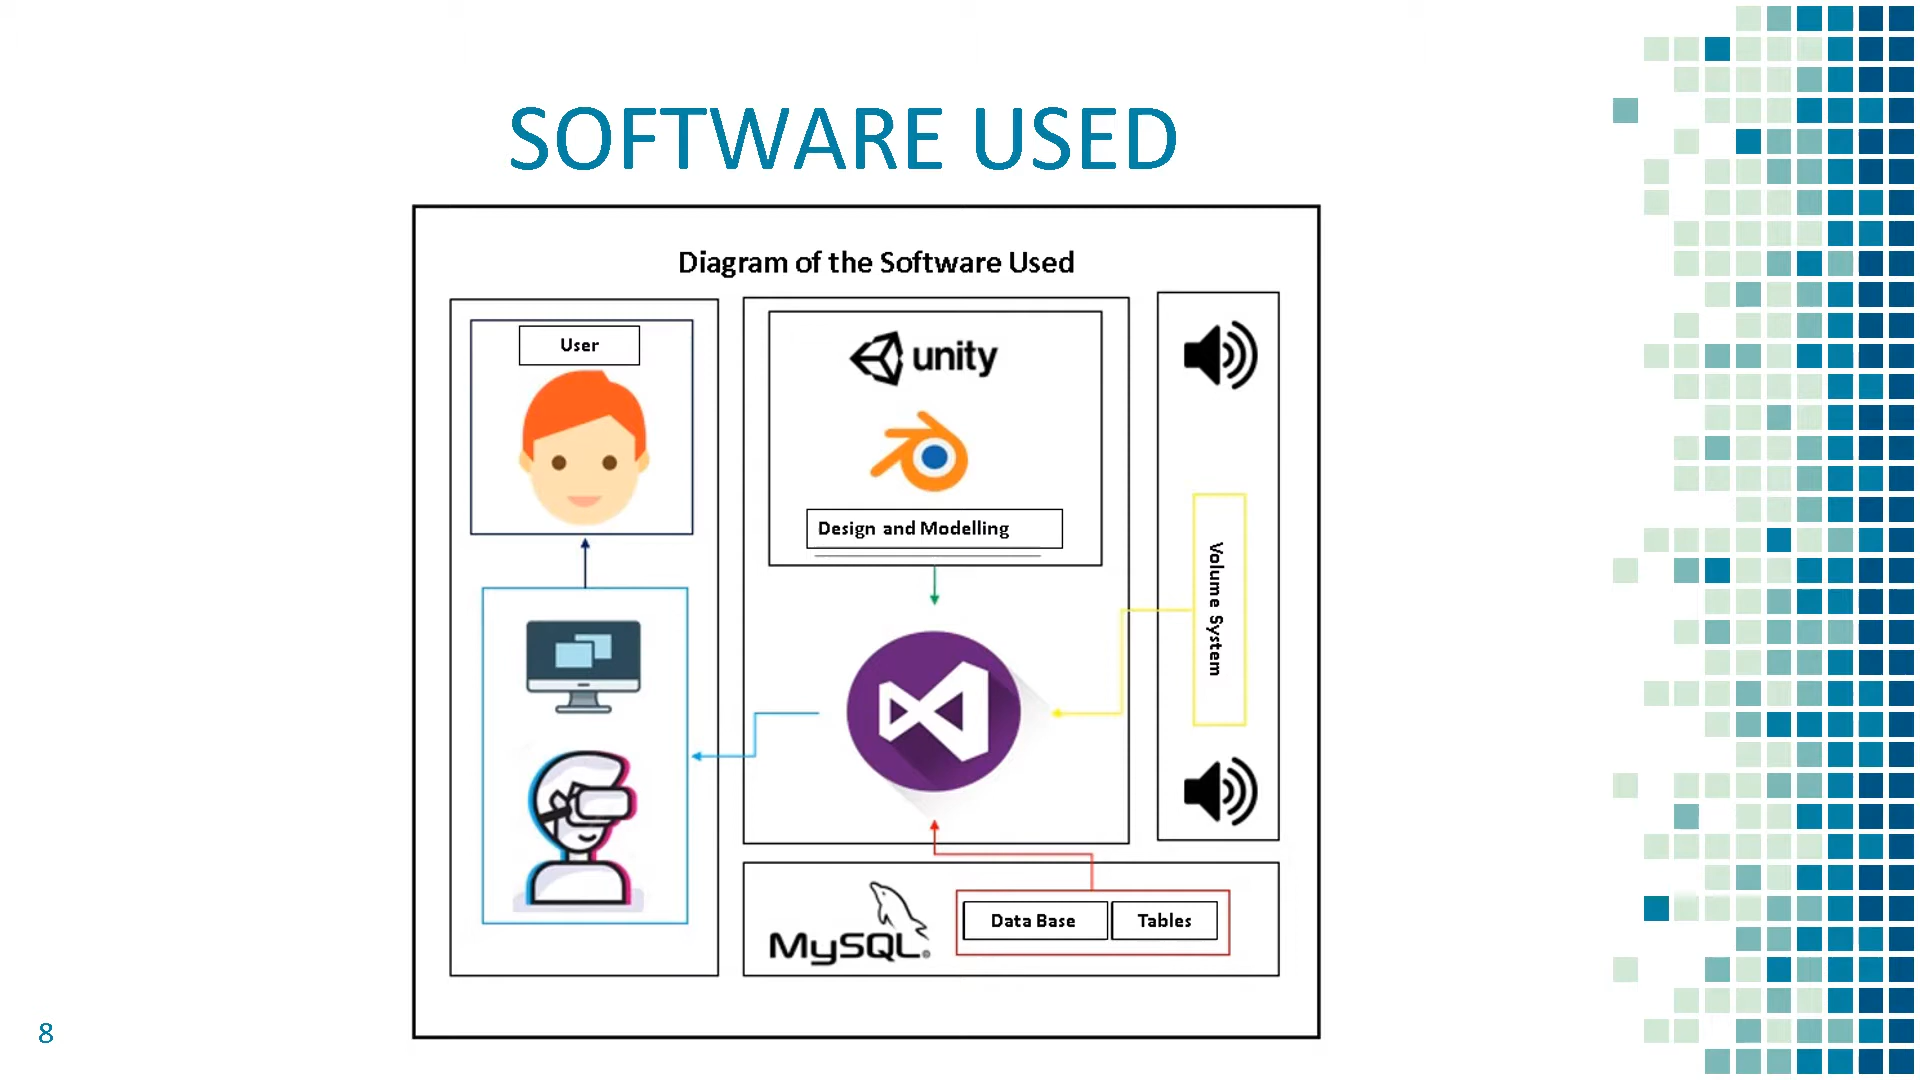 SOFTWARE USED
Diagram of the Software Used
User
unity
Design and Modelling
Volume System
MySQL®
Data Base
Tables
8